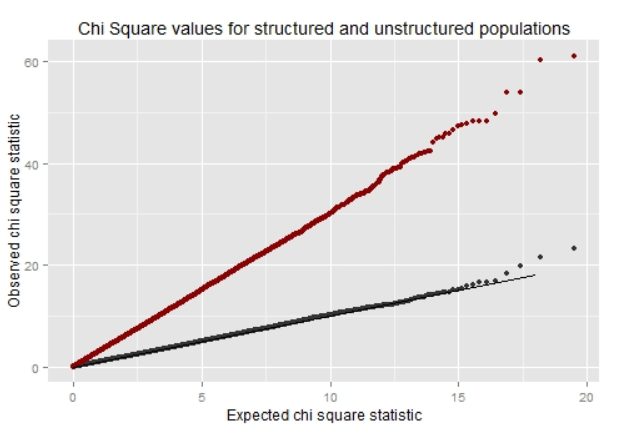 Chi Square values for structured and unstructured populations
60
40
20
0
Observed chi square statistic
0 5 10 15 20
Expected chi square statistic